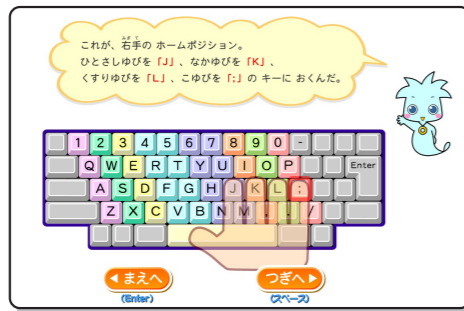 これが、右手の ホームポジション。
ひとさしゆびを「J」、なかゆびを「K」、
くすりゆびを「L」、こゆびを「;」の キーに おくんだ。
1 2 3 4 5 6 7 8 9 0 -
Q W E R T Y U I O P Enter
A S D F G H J K L ;
Z X C V B N M , . /
まえへ つぎへ
(Enter) (スペース)